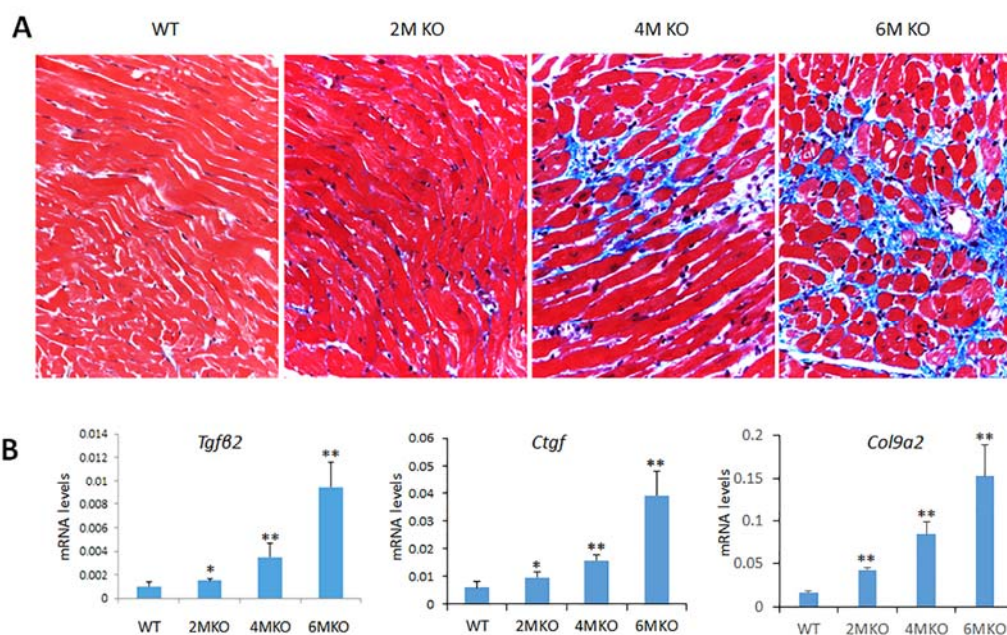 A
WT
2M KO
4M KO
6M KO
B
Tgfβ2
mRNA levels
0.014
0.012
0.01
0.008
0.006
0.004
0.002
0
*
**
**
WT
2MKO
4MKO
6MKO
Ctgf
mRNA levels
0.06
0.05
0.04
0.03
0.02
0.01
0
*
**
**
WT
2MKO
4MKO
6MKO
Col9a2
mRNA levels
0.2
0.15
0.1
0.05
0
**
**
**
WT
2MKO
4MKO
6MKO